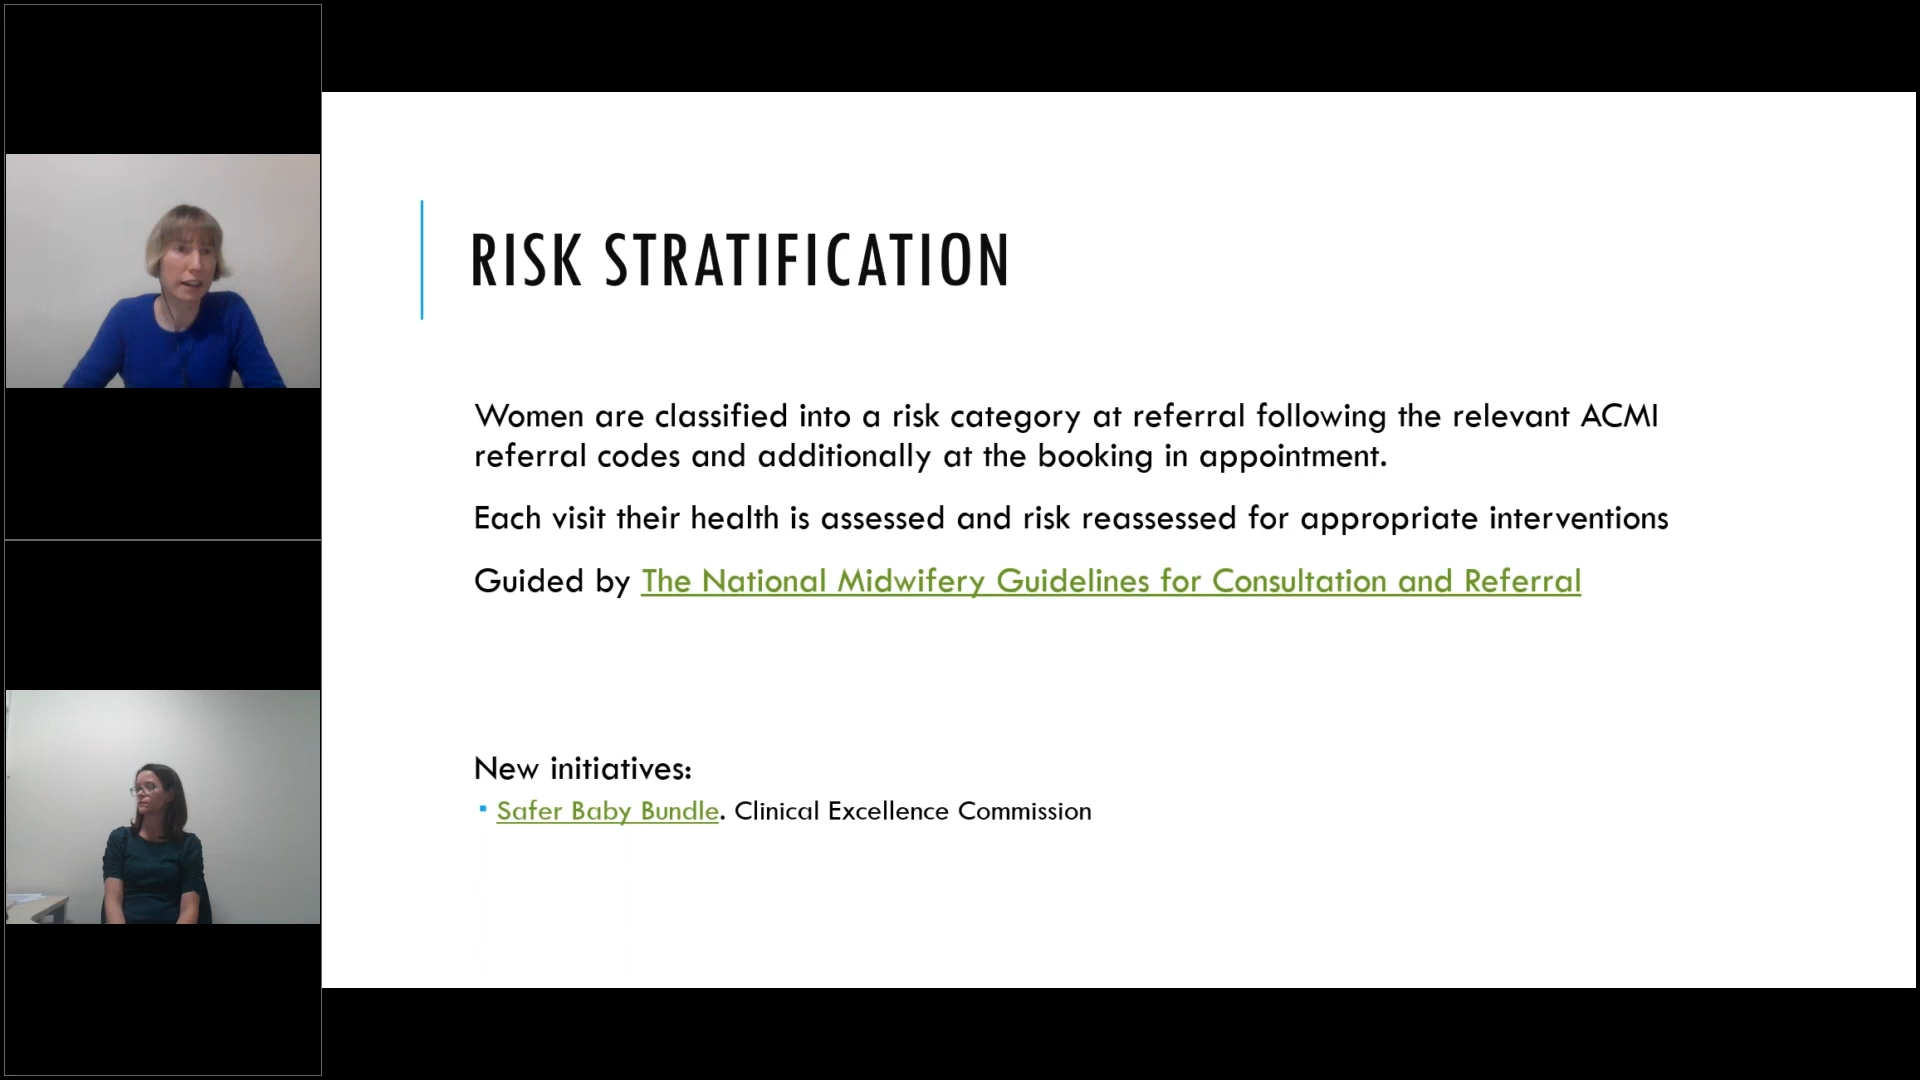 RISK STRATIFICATION
Women are classified into a risk category at referral following the relevant ACMI
referral codes and additionally at the booking in appointment.
Each visit their health is assessed and risk reassessed for appropriate interventions
Guided by The National Midwifery Guidelines for Consultation and Referral
New initiatives:
▪ Safer Baby Bundle. Clinical Excellence Commission